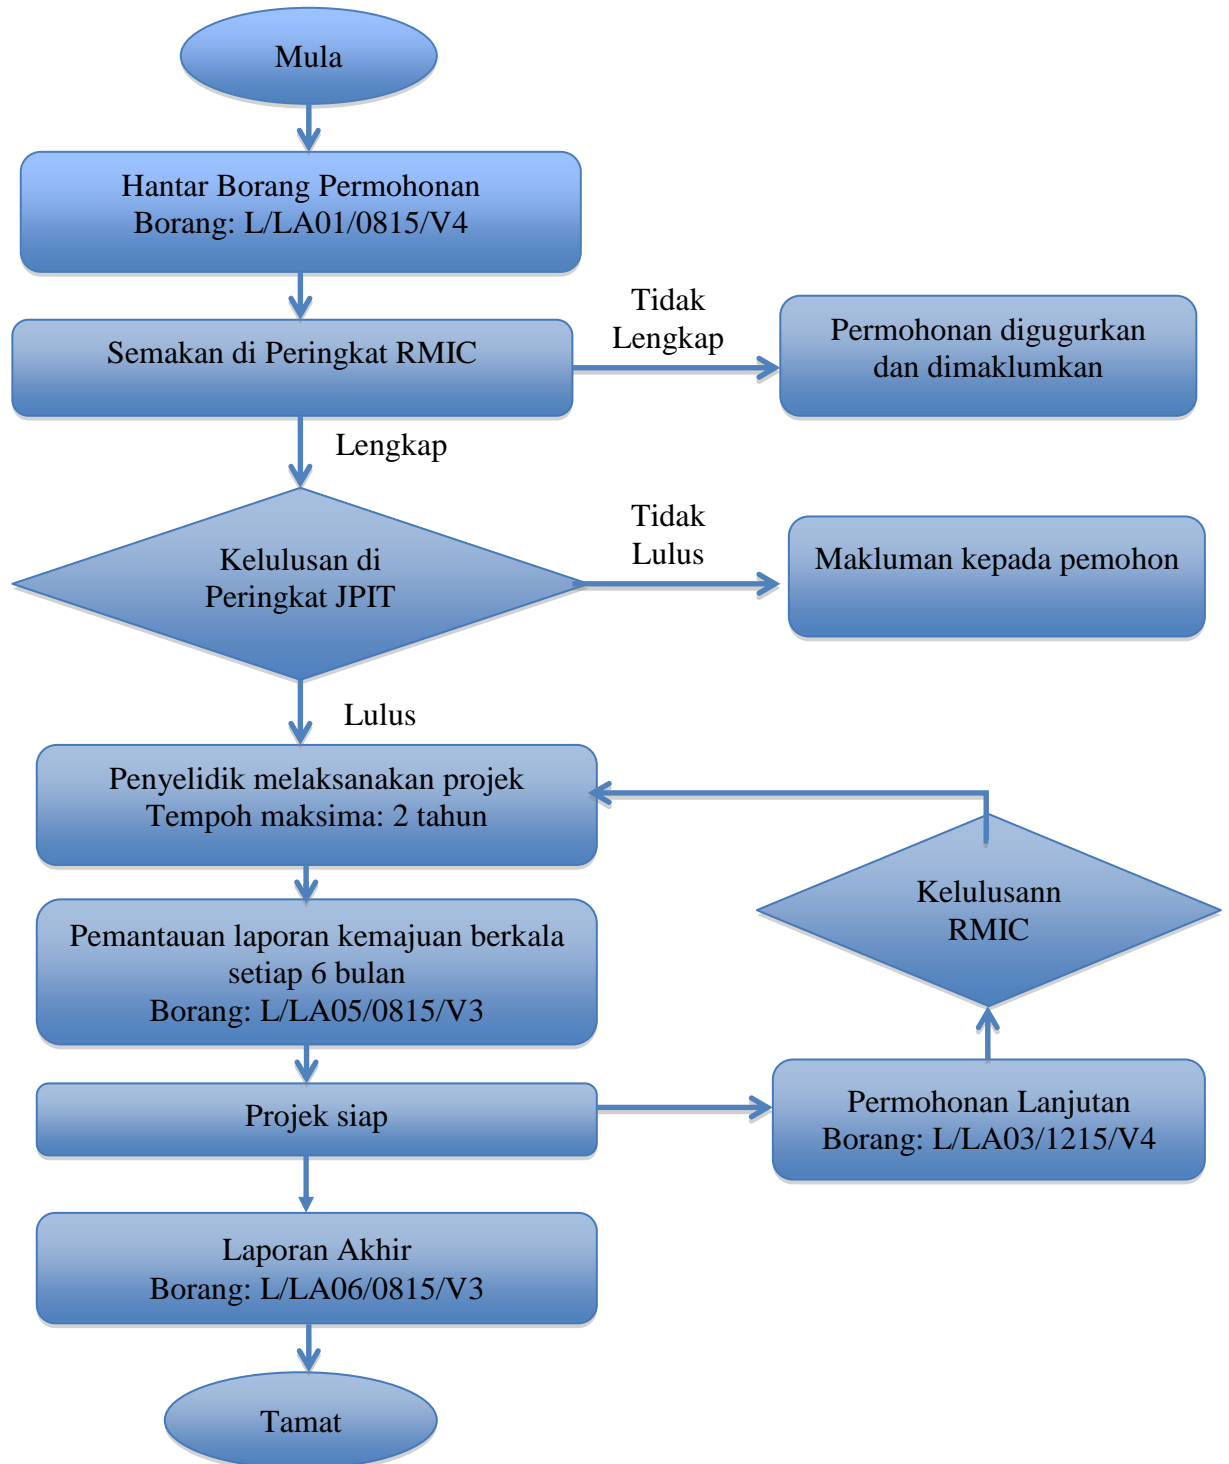 Mula
Hantar Borang Permohonan
Borang: L/LA01/0815/V4
Semakan di Peringkat RMIC
Tidak
Lengkap
Permohonan digugurkan
dan dimaklumkan
Lengkap
Kelulusan di
Peringkat JPIT
Tidak
Lulus
Makluman kepada pemohon
Lulus
Penyelidik melaksanakan projek
Tempoh maksima: 2 tahun
Pemantauan laporan kemajuan berkala
setiap 6 bulan
Borang: L/LA05/0815/V3
Kelulusann
RMIC
Projek siap
Permohonan Lanjutan
Borang: L/LA03/1215/V4
Laporan Akhir
Borang: L/LA06/0815/V3
Tamat